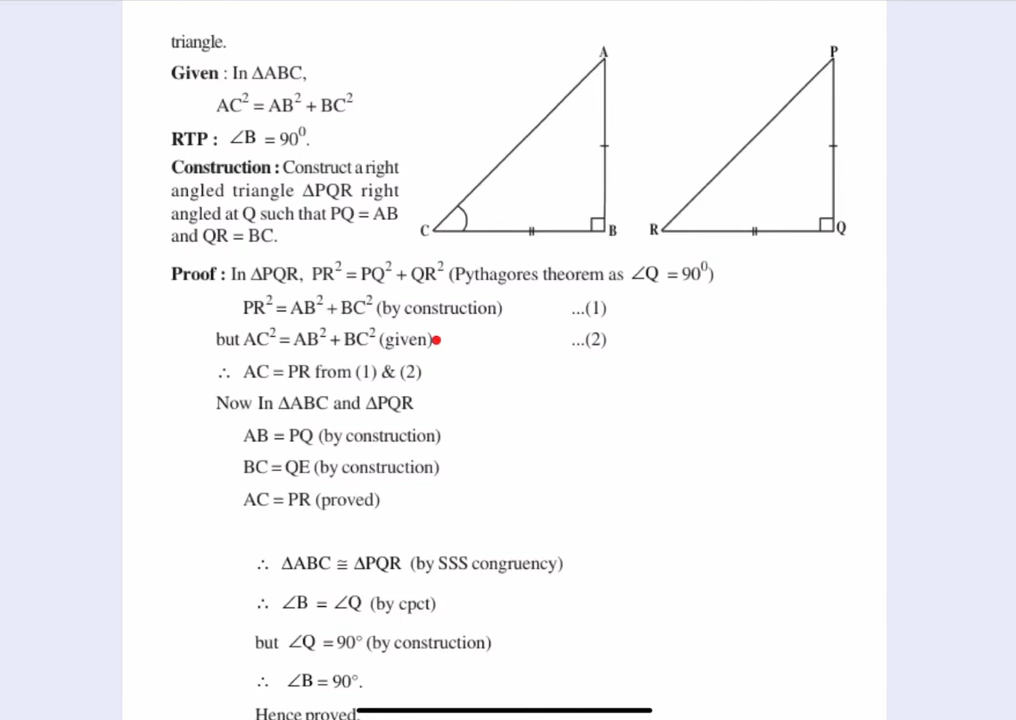 triangle.
Given : In ΔABC,
AC² = AB² + BC²
RTP : ∠B = 90⁰.
Construction : Construct a right
angled triangle ΔPQR right
angled at Q such that PQ = AB
and QR = BC.
A
C
B
P
R
Q
Proof : In ΔPQR, PR² = PQ² + QR² (Pythagores theorem as ∠Q = 90⁰)
PR² = AB² + BC² (by construction) ...(1)
but AC² = AB² + BC² (given) ...(2)
∴ AC = PR from (1) & (2)
Now In ΔABC and ΔPQR
AB = PQ (by construction)
BC = QE (by construction)
AC = PR (proved)
∴ ΔABC ≅ ΔPQR (by SSS congruency)
∴ ∠B = ∠Q (by cpct)
but ∠Q = 90° (by construction)
∴ ∠B = 90°.
Hence proved.